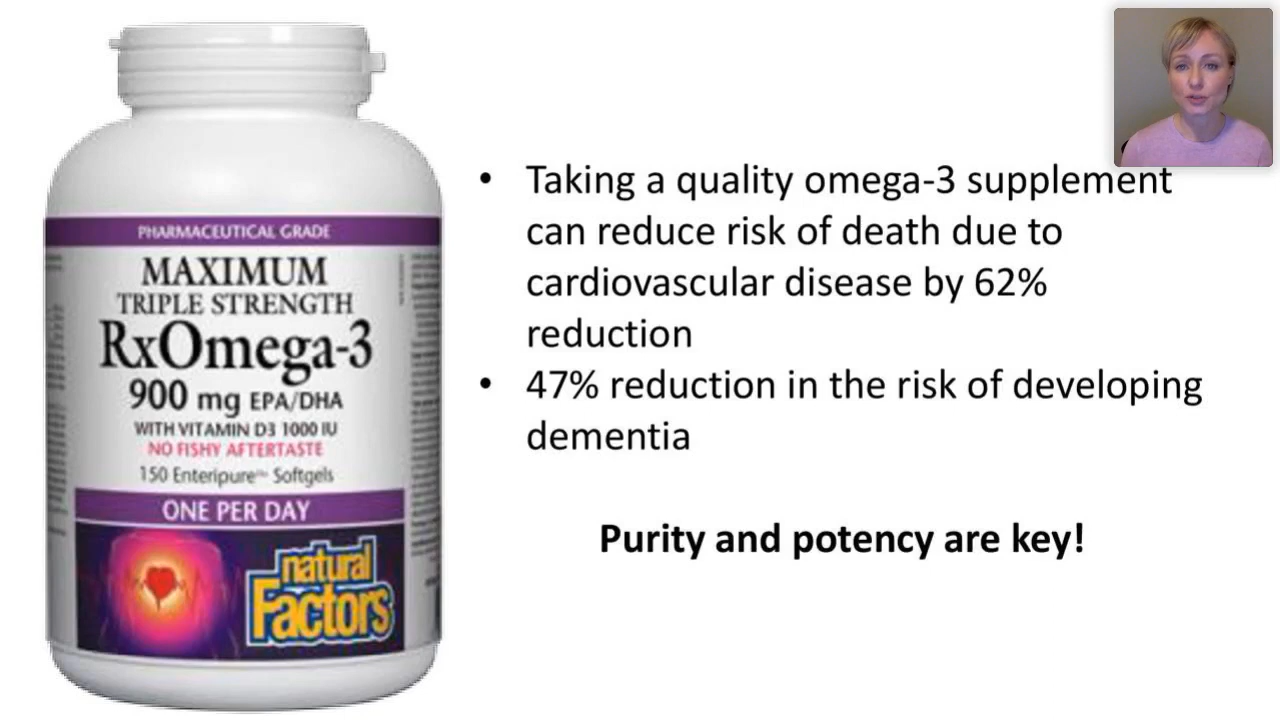 PHARMACEUTICAL GRADE
MAXIMUM
TRIPLE STRENGTH
RxOmega-3
900 mg EPA/DHA
WITH VITAMIN D3 1000 IU
NO FISHY AFTERTASTE
150 Enteripure™ Softgels
ONE PER DAY
natural
Factors
• Taking a quality omega-3 supplement
can reduce risk of death due to
cardiovascular disease by 62%
reduction
• 47% reduction in the risk of developing
dementia
Purity and potency are key!